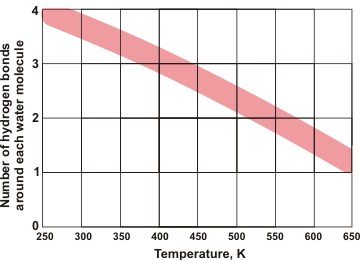 Number of hydrogen bonds
around each water molecule
4
3
2
1
0
250 300 350 400 450 500 550 600 650
Temperature, K